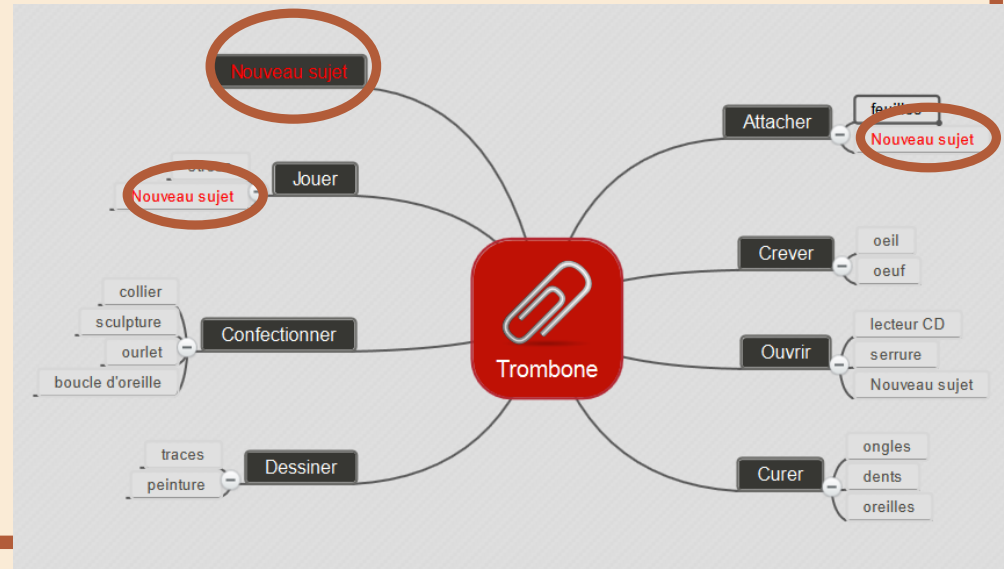 Nouveau sujet
Attacher
feuilles
Nouveau sujet
Jouer
Nouveau sujet
Crever
oeil
oeuf
collier
sculpture
ourlet
boucle d'oreille
Confectionner
Trombone
Ouvrir
lecteur CD
serrure
Nouveau sujet
traces
peinture
Dessiner
Curer
ongles
dents
oreilles